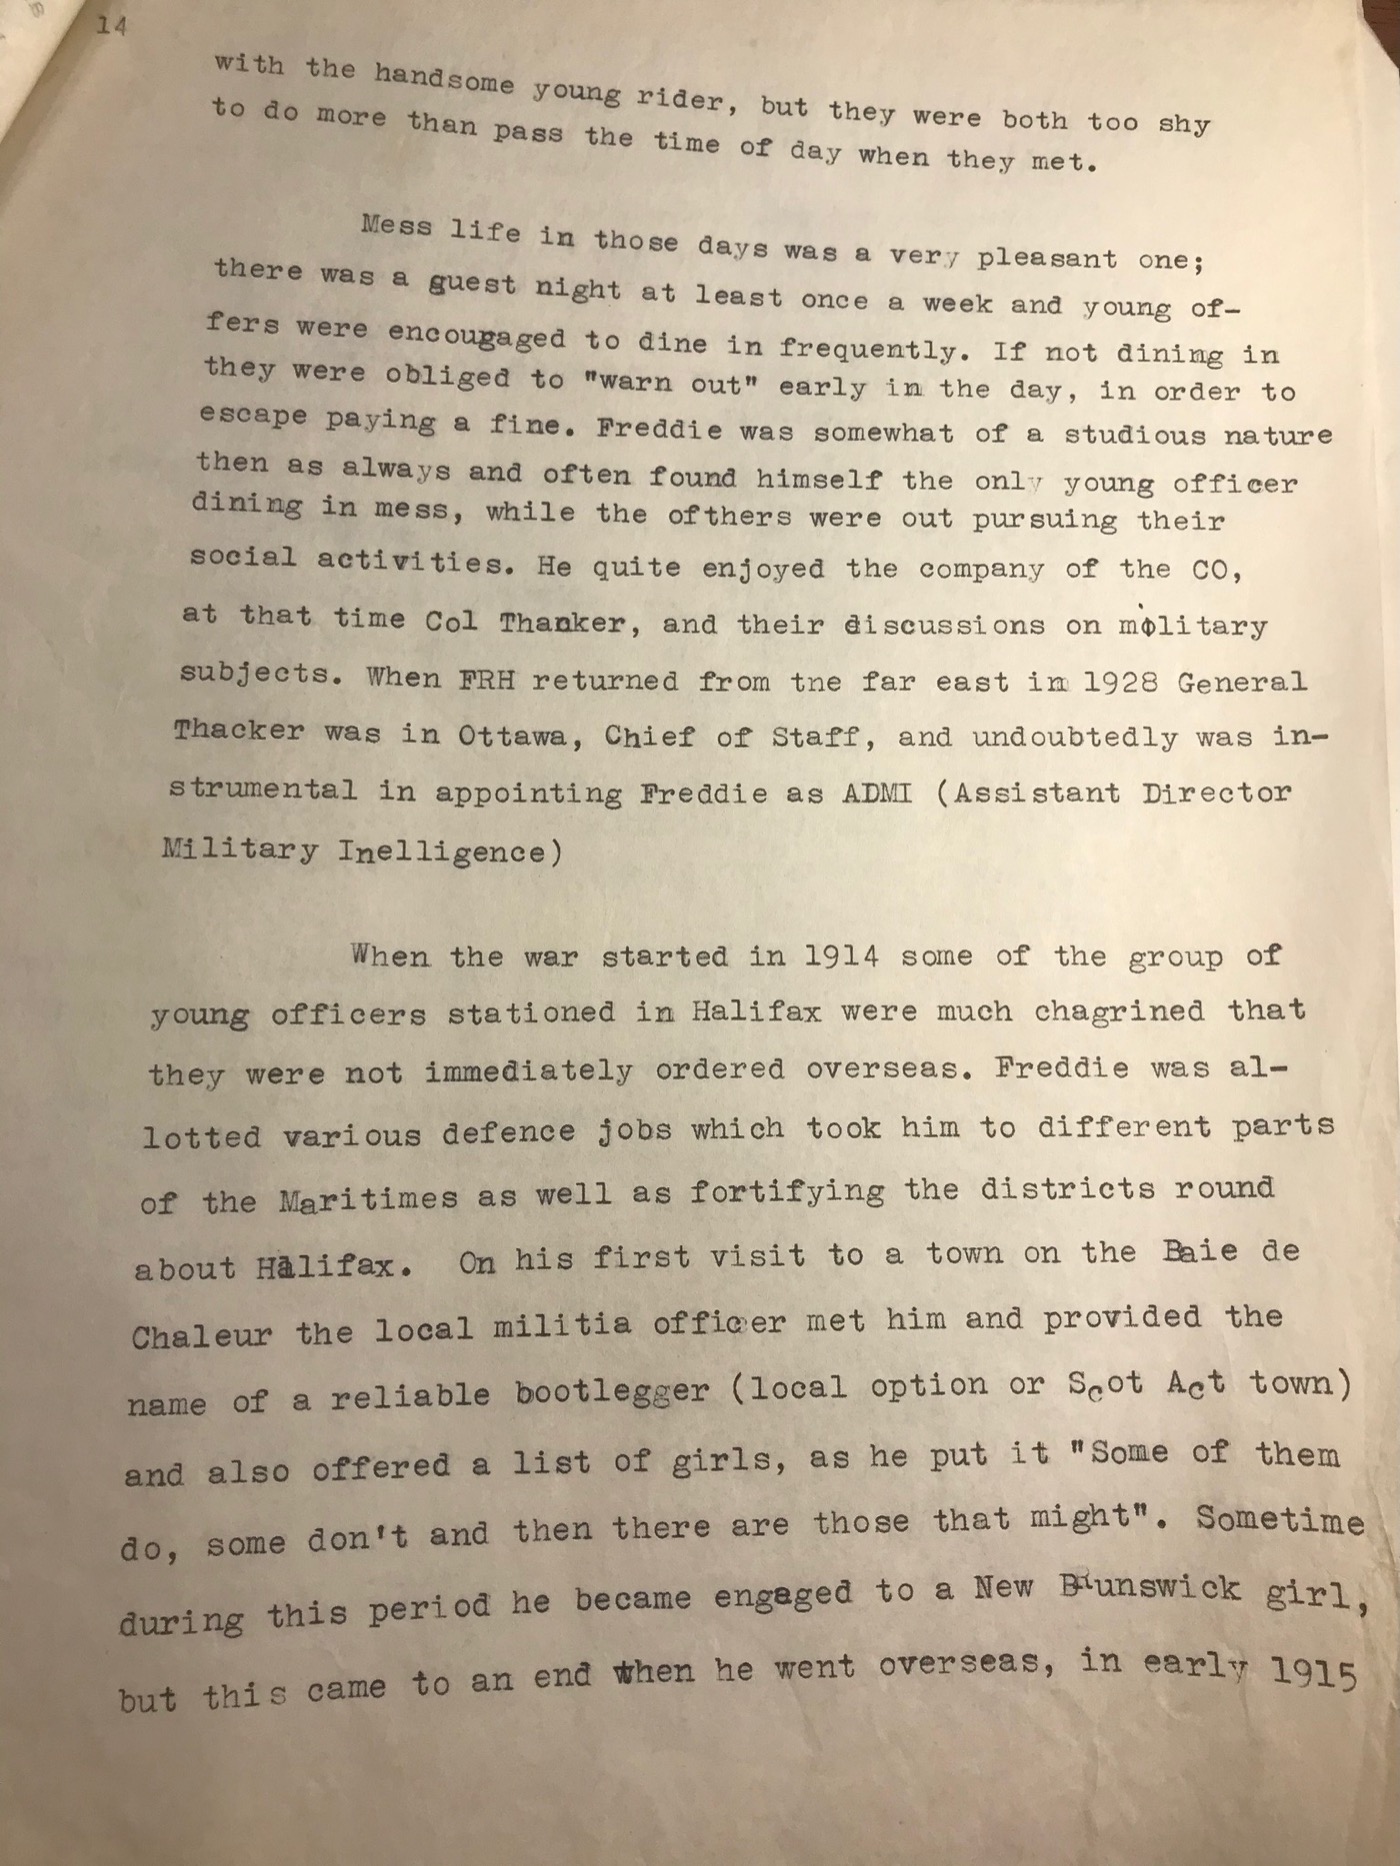 14
with the handsome young rider, but they were both too shy
to do more than pass the time of day when they met.
Mess life in those days was a very pleasant one;
there was a guest night at least once a week and young of-
fers were encougaged to dine in frequently. If not dining in
they were obliged to "warn out" early in the day, in order to
escape paying a fine. Freddie was somewhat of a studious nature
then as always and often found himself the only young officer
dining in mess, while the ofthers were out pursuing their
social activities. He quite enjoyed the company of the CO,
at that time Col Thanker, and their discussions on military
subjects. When FRH returned from tne far east in 1928 General
Thacker was in Ottawa, Chief of Staff, and undoubtedly was in-
strumental in appointing Freddie as ADMI (Assistant Director
Military Inelligence)
When the war started in 1914 some of the group of
young officers stationed in Halifax were much chagrined that
they were not immediately ordered overseas. Freddie was al-
lotted various defence jobs which took him to different parts
of the Maritimes as well as fortifying the districts round
about Halifax. On his first visit to a town on the Baie de
Chaleur the local militia officer met him and provided the
name of a reliable bootlegger (local option or Scot Act town)
and also offered a list of girls, as he put it "Some of them
do, some don't and then there are those that might". Sometime
during this period he became engaged to a New Brunswick girl,
but this came to an end when he went overseas, in early 1915